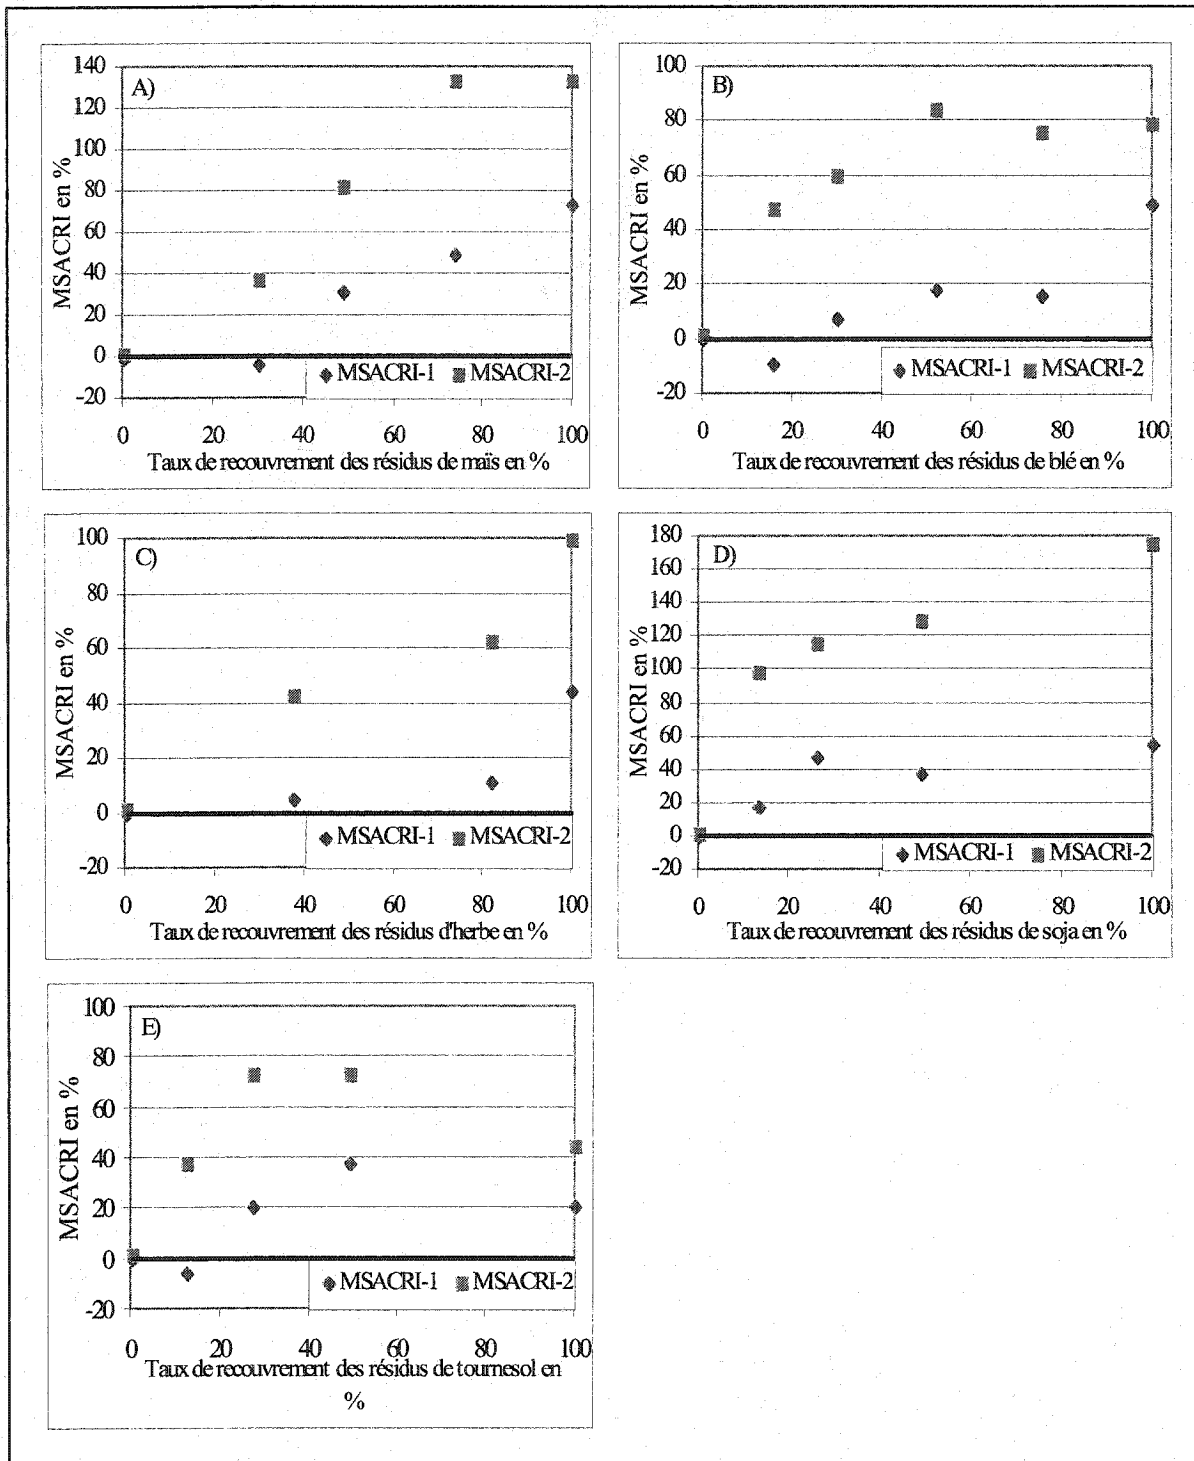 A)
MSACRI en %
140
120
100
80
60
40
20
0
-20
MSACRI-1 MSACRI-2
0 20 40 60 80 100
Taux de recouvrement des résidus de maïs en %
B)
MSACRI en %
100
80
60
40
20
0
-20
MSACRI-1 MSACRI-2
0 20 40 60 80 100
Taux de recouvrement des résidus de blé en %
C)
MSACRI en %
100
80
60
40
20
0
-20
MSACRI-1 MSACRI-2
0 20 40 60 80 100
Taux de recouvrement des résidus d'herbe en %
D)
MSACRI en %
180
160
140
120
100
80
60
40
20
0
-20
MSACRI-1 MSACRI-2
0 20 40 60 80 100
Taux de recouvrement des résidus de soja en %
E)
MSACRI en %
100
80
60
40
20
0
-20
MSACRI-1 MSACRI-2
0 20 40 60 80 100
Taux de recouvrement des résidus de tournesol en
%